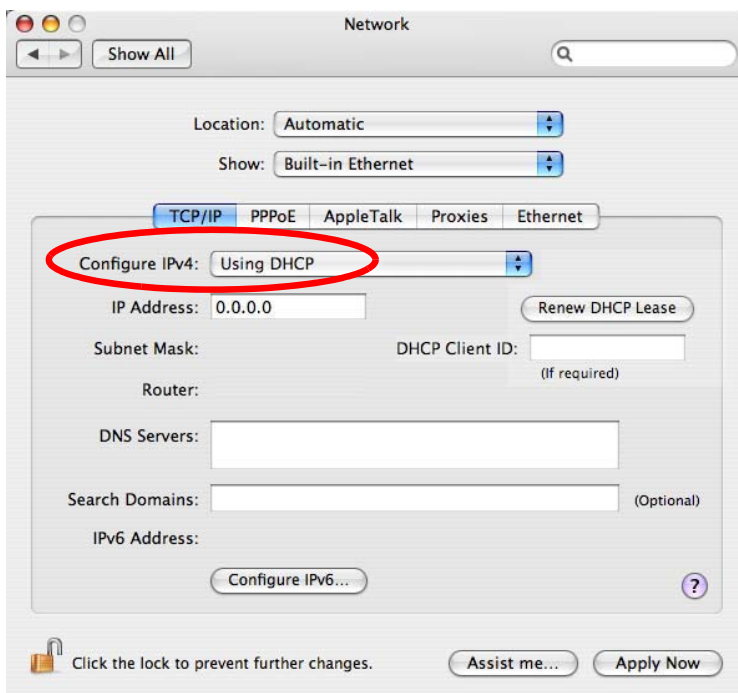 Network
Show All
Location: Automatic
Show: Built-in Ethernet
TCP/IP PPPoE AppleTalk Proxies Ethernet
Configure IPv4: Using DHCP
IP Address: 0.0.0.0 Renew DHCP Lease
Subnet Mask: DHCP Client ID:
(If required)
Router:
DNS Servers:
Search Domains: (Optional)
IPv6 Address:
Configure IPv6...
?
Click the lock to prevent further changes. Assist me... Apply Now